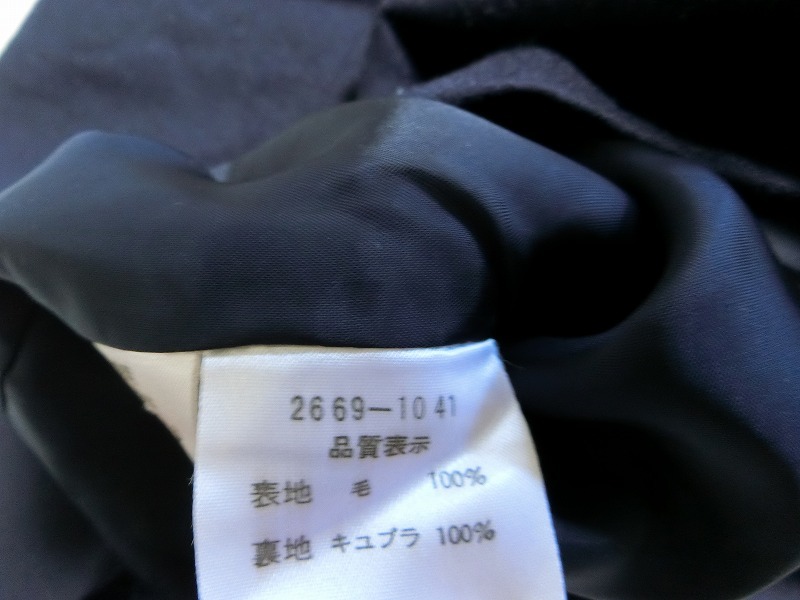 2669-1041
品質表示
表地 毛 100%
裏地 キュプラ 100%